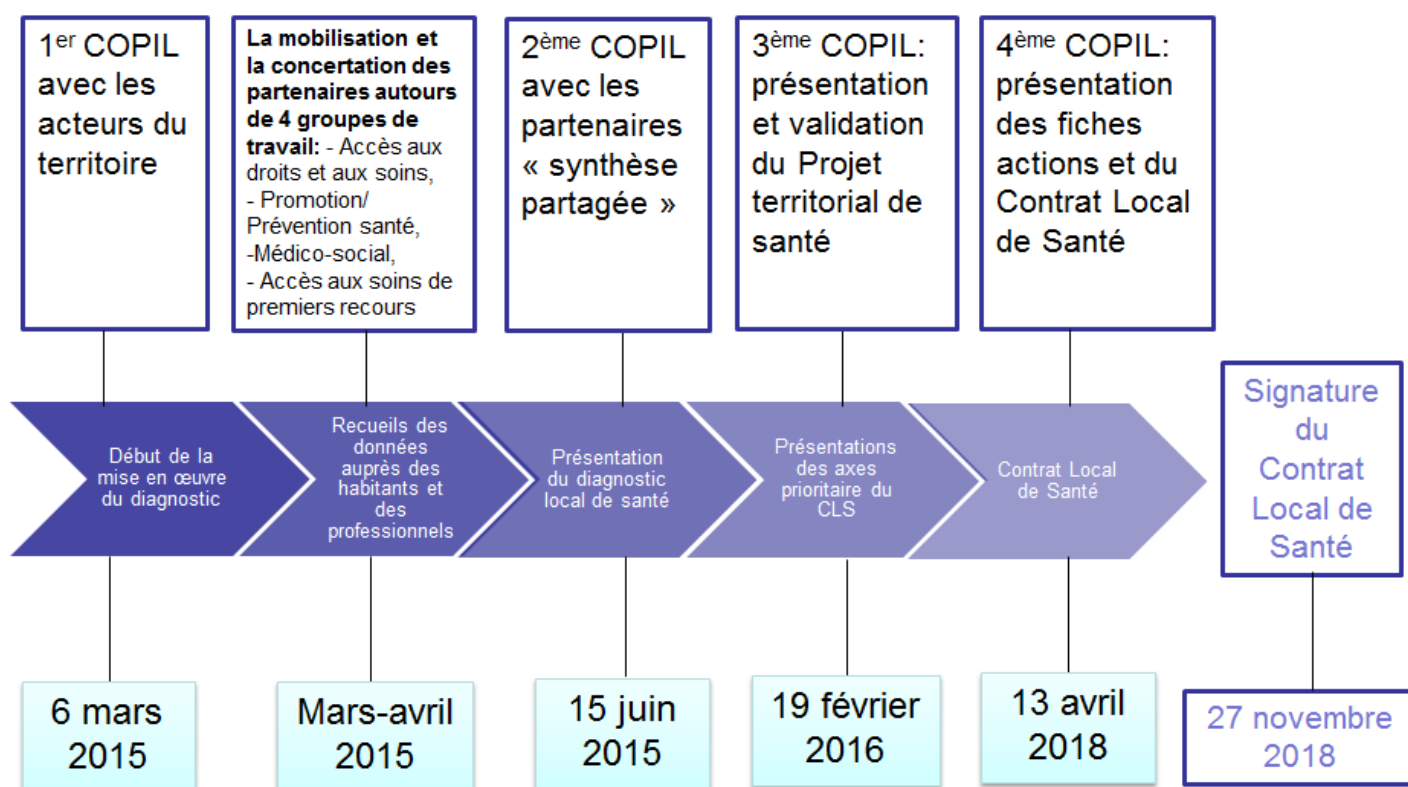 1er COPIL
avec les
acteurs du
territoire
La mobilisation et
la concertation des
partenaires autours
de 4 groupes de
travail: - Accès aux
droits et aux soins,
- Promotion/
Prévention santé,
-Médico-social,
- Accès aux soins de
premiers recours
2ème COPIL
avec les
partenaires
« synthèse
partagée »
3ème COPIL:
présentation
et validation
du Projet
territorial de
santé
4ème COPIL:
présentation
des fiches
actions et du
Contrat Local
de Santé
Début de la
mise en œuvre
du diagnostic
Recueils des
données
auprès des
habitants et
des
professionnels
Présentation
du diagnostic
local de santé
Présentations
des axes
prioritaire du
CLS
Contrat Local
de Santé
Signature
du
Contrat
Local de
Santé
6 mars
2015
Mars-avril
2015
15 juin
2015
19 février
2016
13 avril
2018
27 novembre
2018